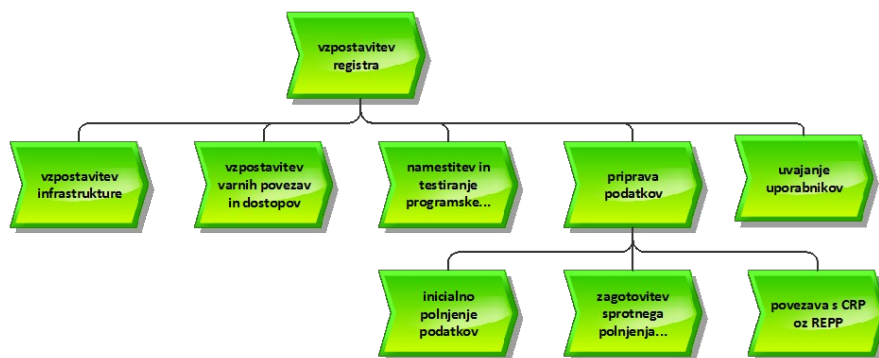 vzpostavitev
registra
vzpostavitev
infrastrukture
vzpostavitev
varnih povezav
in dostopov
namestitev in
testiranje
programske...
priprava
podatkov
uvajanje
uporabnikov
inicialno
polnjenje
podatkov
zagotovitev
sprotnega
polnjenja...
povezava s CRP
oz REPP